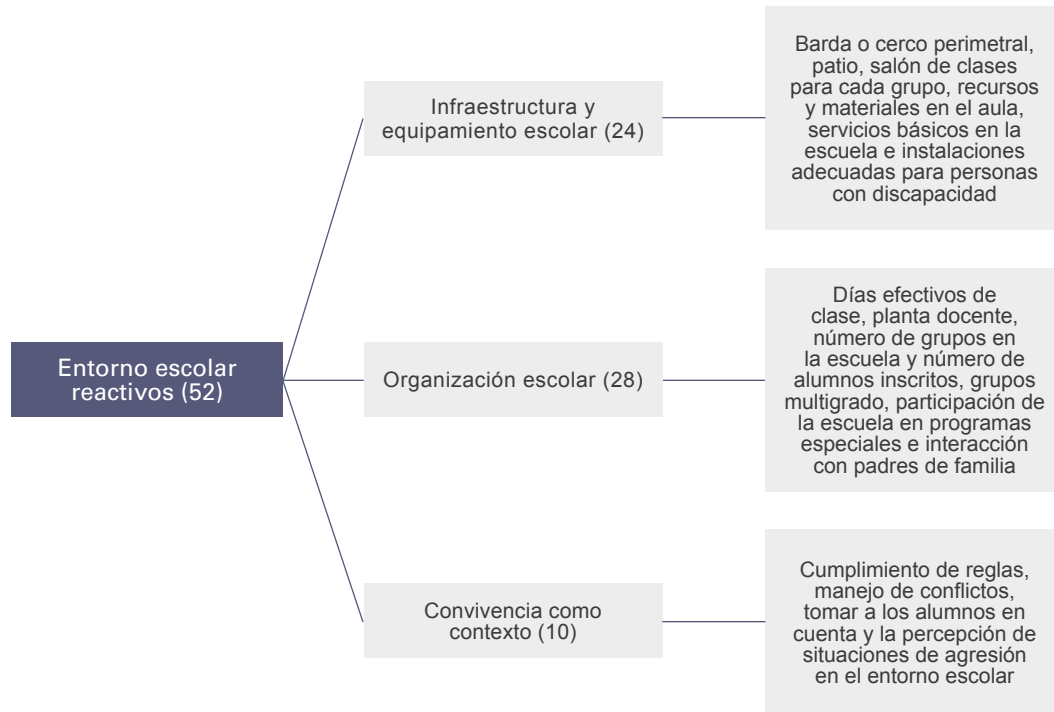 Entorno escolar
reactivos (52)
Infraestructura y
equipamiento escolar (24)
Barda o cerco perimetral,
patio, salón de clases
para cada grupo, recursos
y materiales en el aula,
servicios básicos en la
escuela e instalaciones
adecuadas para personas
con discapacidad
Organización escolar (28)
Días efectivos de
clase, planta docente,
número de grupos en
la escuela y número de
alumnos inscritos, grupos
multigrado, participación de
la escuela en programas
especiales e interacción
con padres de familia
Convivencia como
contexto (10)
Cumplimiento de reglas,
manejo de conflictos,
tomar a los alumnos en
cuenta y la percepción de
situaciones de agresión
en el entorno escolar